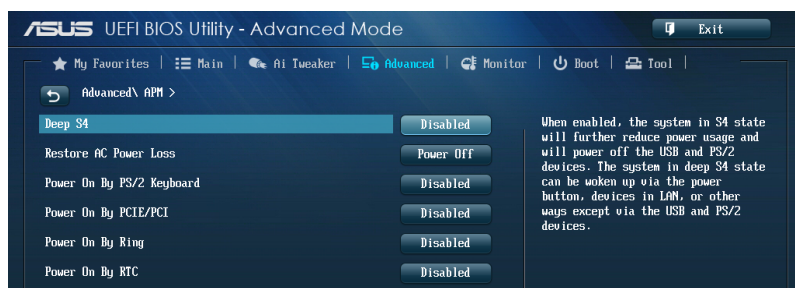 ASUS UEFI BIOS Utility - Advanced Mode
Exit
My Favorites | Main | Ai Tweaker | Advanced | Monitor | Boot | Tool |
Advanced\ APM >
Deep S4 Disabled
Restore AC Power Loss Power Off
Power On By PS/2 Keyboard Disabled
Power On By PCIE/PCI Disabled
Power On By Ring Disabled
Power On By RTC Disabled
When enabled, the system in S4 state
will further reduce power usage and
will power off the USB and PS/2
devices. The system in deep S4 state
can be woken up via the power
button, devices in LAN, or other
ways except via the USB and PS/2
devices.